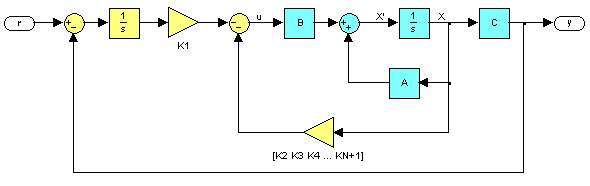 r
+
−
1
s
K1
−
−
u
B
+
+
X'
1
s
X
C
y
A
[K2 K3 K4 ... KN+1]